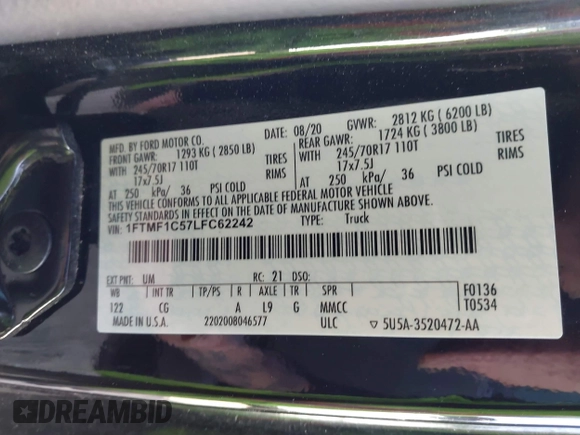 MFD. BY FORD MOTOR CO.
DATE: 08/20 GVWR: 2812 KG ( 6200 LB)
FRONT GAWR: 1293 KG ( 2850 LB) REAR GAWR: 1724 KG ( 3800 LB)
WITH 245/70R17 110T TIRES WITH 245/70R17 110T TIRES
17x7.5J RIMS 17x7.5J RIMS
AT 250 kPa/ 36 PSI COLD AT 250 kPa/ 36 PSI COLD
THIS VEHICLE CONFORMS TO ALL APPLICABLE FEDERAL MOTOR VEHICLE
SAFETY AND BUMPER STANDARDS IN EFFECT ON THE DATE OF MANUFACTURE SHOWN ABOVE.
VIN: 1FTMF1C57LFC62242 TYPE: Truck
EXT PNT: UM RC: 21 DSO:
WB INT TR TP/PS R AXLE TR SPR F0136
122 CG A L9 G MMCC T0534
MADE IN U.S.A. 2202008046577 ULC ▽ 5U5A-3520472-AA
DREAMBID